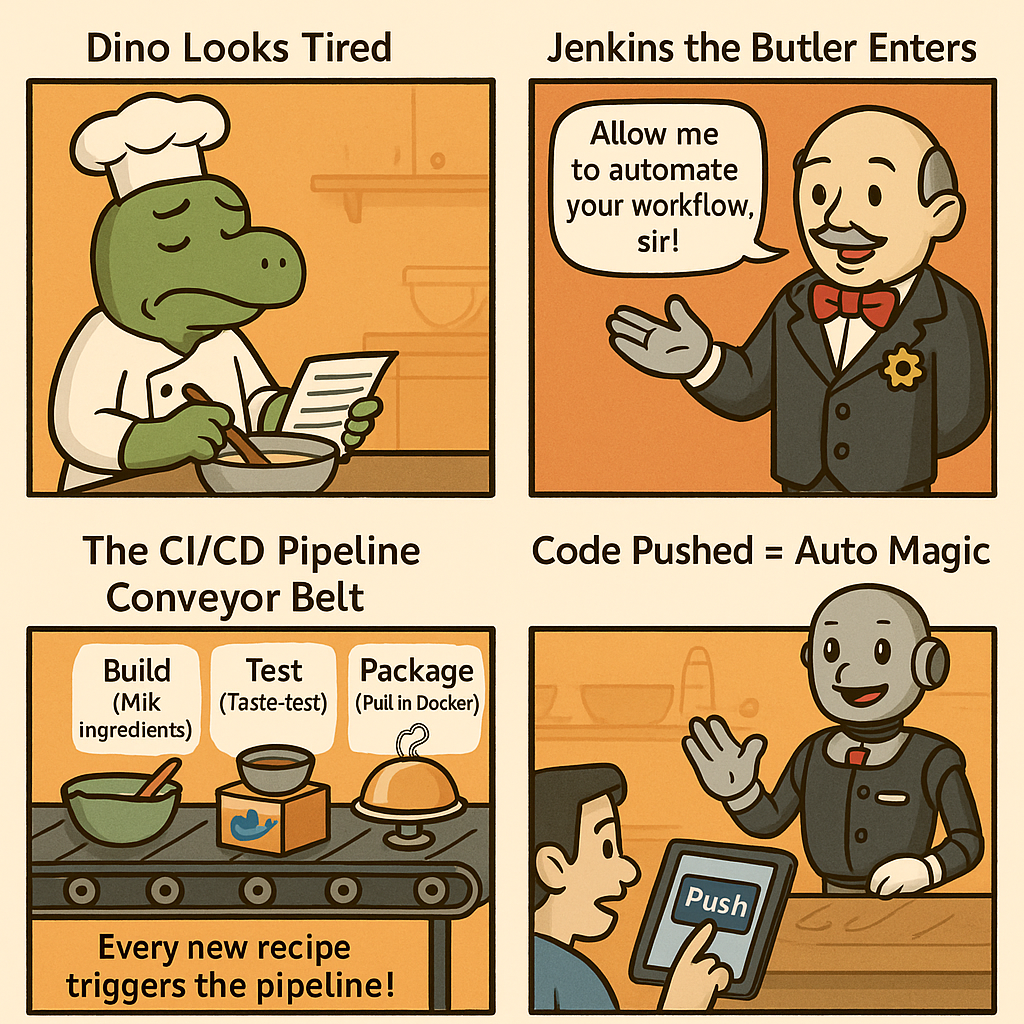 Dino Looks Tired
Jenkins the Butler Enters
Allow me
to automate
your workflow,
sir!
The CI/CD Pipeline
Conveyor Belt
Build
(Mik
ingredients)
Test
(Taste-test)
Package
(Puil in Docker)
Every new recipe
triggers the pipeline!
Code Pushed = Auto Magic
Push